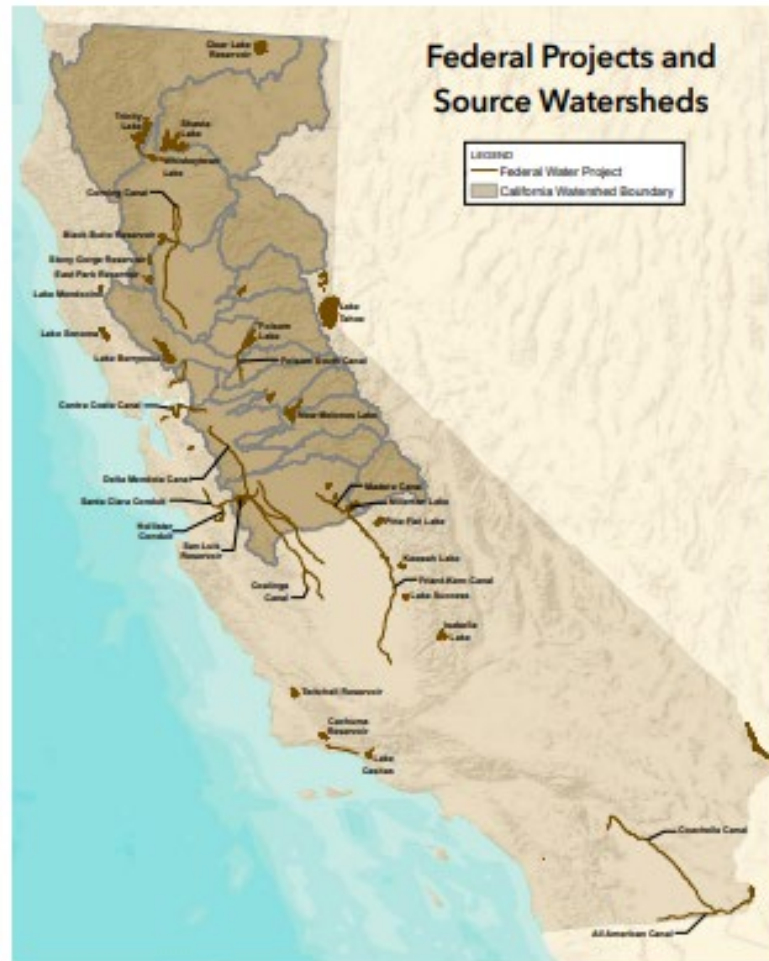 Federal Projects and
Source Watersheds
LEGEND
Federal Water Project
California Watershed Boundary
Clear Lake
Reservoir
Trinity
Lake
Shasta
Lake
Whiskeytown
Lake
Corning Canal
Black Butte Reservoir
Stony Gorge Reservoir
East Park Reservoir
Lake Mendocino
Lake Sonoma
Lake Berryessa
Lake
Tahoe
Folsom
Lake
Folsom South Canal
Contra Costa Canal
New Melones Lake
Delta Mendota Canal
Santa Clara Conduit
Hollister
Conduit
San Luis
Reservoir
Madera Canal
Millerton Lake
Pine Flat Lake
Coalinga
Canal
Kaweah Lake
Friant-Kern Canal
Lake Success
Isabella
Lake
Twitchell Reservoir
Cachuma
Reservoir
Lake
Casitas
Coachella Canal
All American Canal